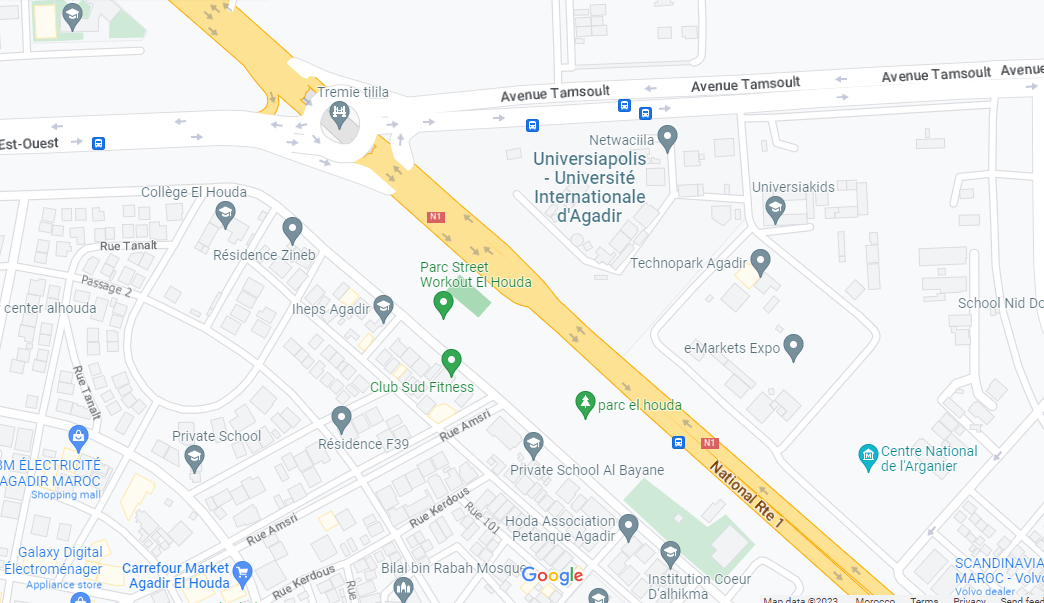 Tremie tilila
Avenue Tamsoult
Avenue Tamsoult
Avenue Tamsoult
Avenue
Est-Ouest
Netwaciila
Universiapolis
- Université
Internationale
d'Agadir
Universiakids
Collège El Houda
N1
Rue Tanalt
Résidence Zineb
Technopark Agadir
Parc Street
Workout El Houda
Passage 2
center alhouda
Iheps Agadir
School Nid Do
e-Markets Expo
Rue Tanalt
Club Sud Fitness
parc el houda
Rue Amsri
Private School
Résidence F39
N1
BM ÉLECTRICITÉ
AGADIR MAROC
Shopping mall
Private School Al Bayane
Centre National
de l'Arganier
National Rte 1
Rue Kerdous
Rue 101
Rue Amsri
Hoda Association
Petanque Agadir
Galaxy Digital
Électroménager
Appliance store
Carrefour Market
Agadir El Houda
Rue Kerdous
Rue
Bilal bin Rabah Mosque
Google
Institution Coeur
D'alhikma
SCANDINAVIA
MAROC - Volvo
Volvo dealer
Map data ©2023 Morocco Terms Privacy Send feed